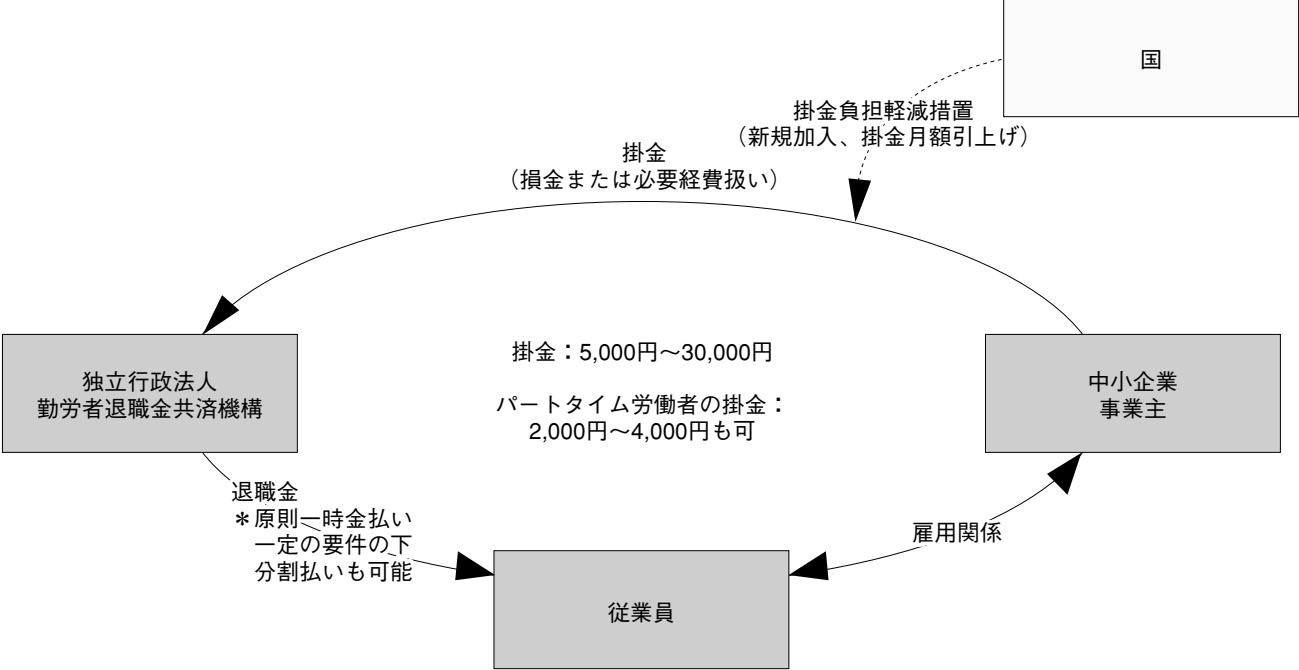 国
掛金負担軽減措置
（新規加入、掛金月額引上げ）
掛金
（損金または必要経費扱い）
独立行政法人
勤労者退職金共済機構
掛金：5,000円～30,000円
パートタイム労働者の掛金：
2,000円～4,000円も可
中小企業
事業主
退職金
＊原則一時金払い
一定の要件の下
分割払いも可能
雇用関係
従業員